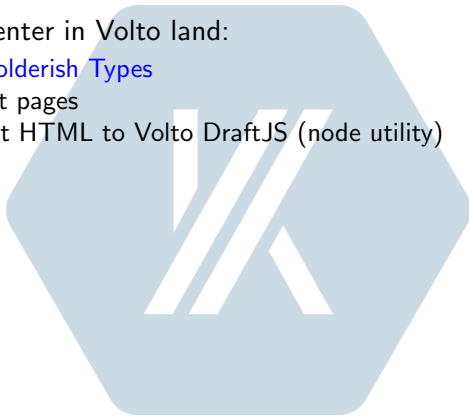 enter in Volto land:
olderish Types
t pages
t HTML to Volto DraftJS (node utility)